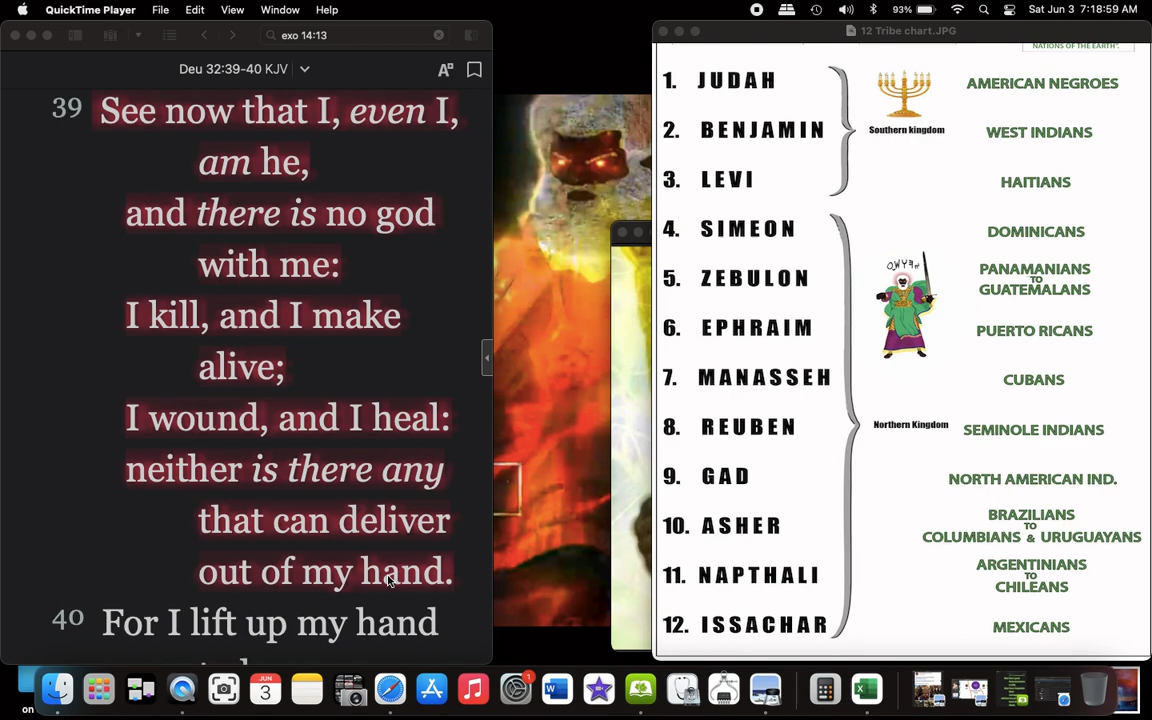 QuickTime Player File Edit View Window Help
93% Sat Jun 3 7:18:59 AM
exo 14:13
12 Tribe chart.JPG
Deu 32:39-40 KJV
39 See now that I, even I,
am he,
and there is no god
with me:
I kill, and I make
alive;
I wound, and I heal:
neither is there any
that can deliver
out of my hand.
40 For I lift up my hand
NATIONS OF THE EARTH".
1. JUDAH
AMERICAN NEGROES
2. BENJAMIN
Southern kingdom
WEST INDIANS
3. LEVI
HAITIANS
4. SIMEON
DOMINICANS
5. ZEBULON
PANAMANIANS
TO
GUATEMALANS
6. EPHRAIM
PUERTO RICANS
7. MANASSEH
CUBANS
8. REUBEN
Northern Kingdom
SEMINOLE INDIANS
9. GAD
NORTH AMERICAN IND.
10. ASHER
BRAZILIANS
TO
COLUMBIANS & URUGUAYANS
11. NAPTHALI
ARGENTINIANS
TO
CHILEANS
12. ISSACHAR
MEXICANS
on
JUN
3
1